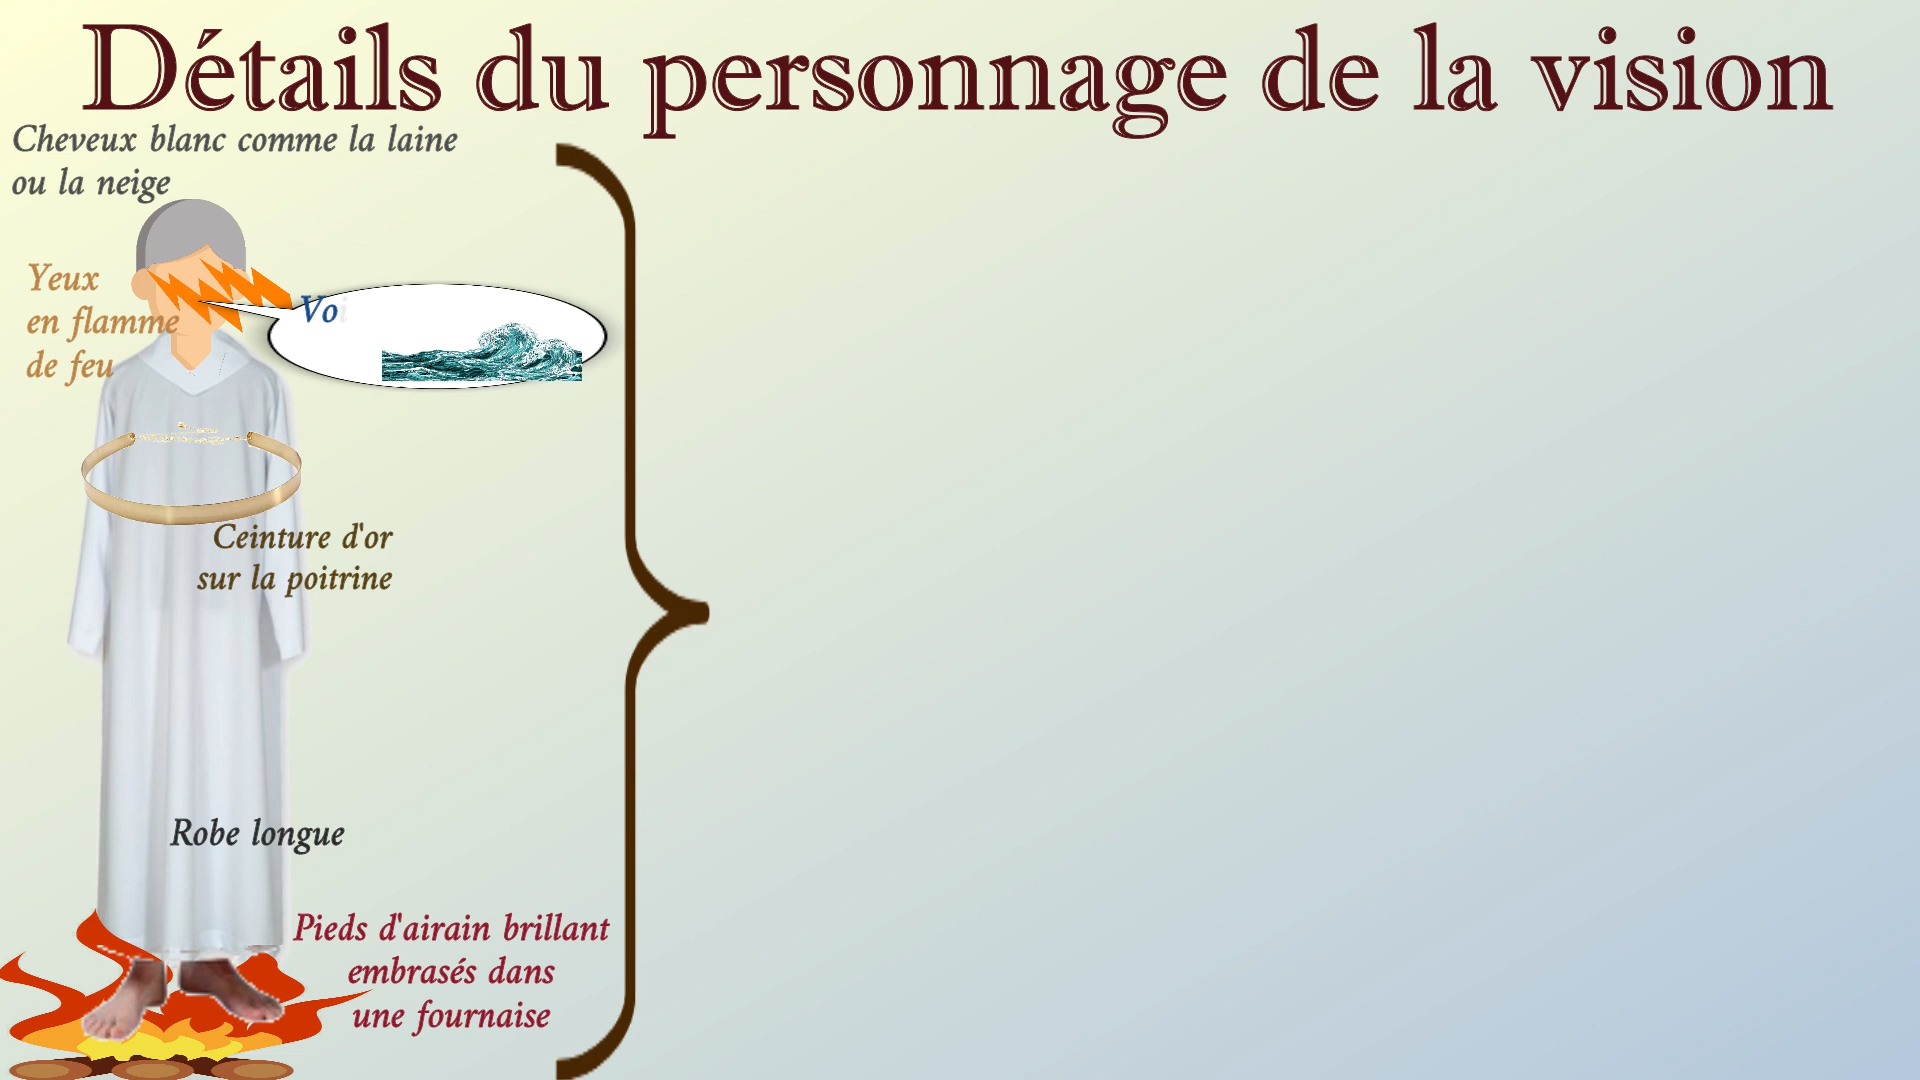 Détails du personnage de la vision
Cheveux blanc comme la laine
ou la neige
Yeux
en flamme
de feu
Voi
Ceinture d'or
sur la poitrine
Robe longue
Pieds d'airain brillant
embrasés dans
une fournaise